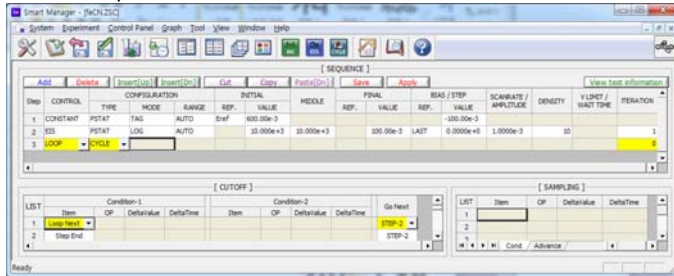 Smart Manager - [feCN.ZSC]
System Experiment Control Panel Graph Tool View Window Help
[ SEQUENCE ]
Add Delete Insert[Up] Insert[Dn] Cut Copy Paste[Dn] Save Apply View test information
Step CONTROL CONFIGURATION INITIAL MIDDLE FINAL BIAS / STEP SCANRATE / AMPLITUDE DENSITY V LIMIT / WAIT TIME ITERATION
TYPE MODE RANGE REF. VALUE REF. VALUE REF. VALUE
1 CONSTANT PSTAT TAG AUTO Eref 600.00e-3 -100.00e-3
2 EIS PSTAT LOG AUTO 10.000e+3 10.000e+3 100.00e-3 LAST 0.0000e+0 1.0000e-3 10 1
3 LOOP CYCLE 0
[ CUTOFF ] [ SAMPLING ]
LIST Condition-1 Condition-2 Go Next LIST Item OP DeltaValue DeltaTime
Item OP DeltaValue DeltaTime Item OP DeltaValue DeltaTime 1
1 Loop Next STEP-2 2
2 Step End STEP-2
Cond. Advance
Ready